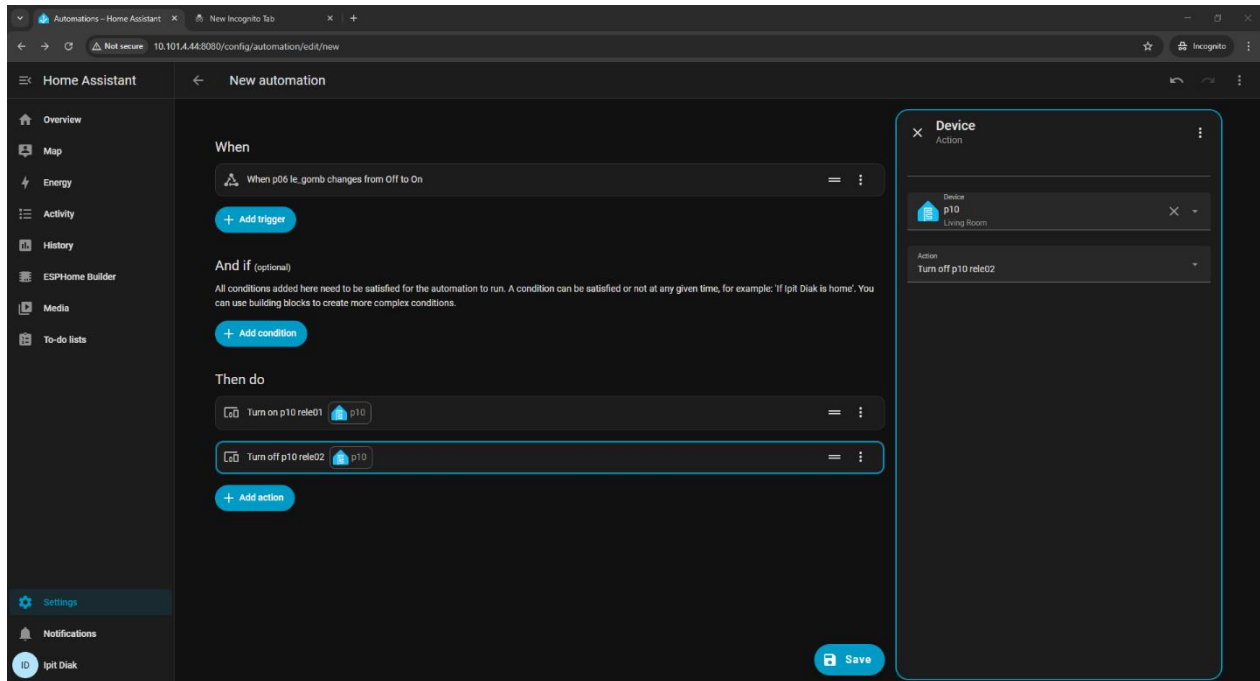 Automations – Home Assistant
New Incognito Tab
Not secure 10.101.4.44:8080/config/automation/edit/new
Incognito
Home Assistant
New automation
Overview
Map
Energy
Activity
History
ESPHome Builder
Media
To-do lists
Settings
Notifications
ID Ipit Diak
When
When p06 le_gomb changes from Off to On
Add trigger
And if (optional)
All conditions added here need to be satisfied for the automation to run. A condition can be satisfied or not at any given time, for example: 'If Ipit Diak is home'. You
can use building blocks to create more complex conditions.
Add condition
Then do
Turn on p10 rele01 p10
Turn off p10 rele02 p10
Add action
Save
Device
Action
Device
p10
Living Room
Action
Turn off p10 rele02